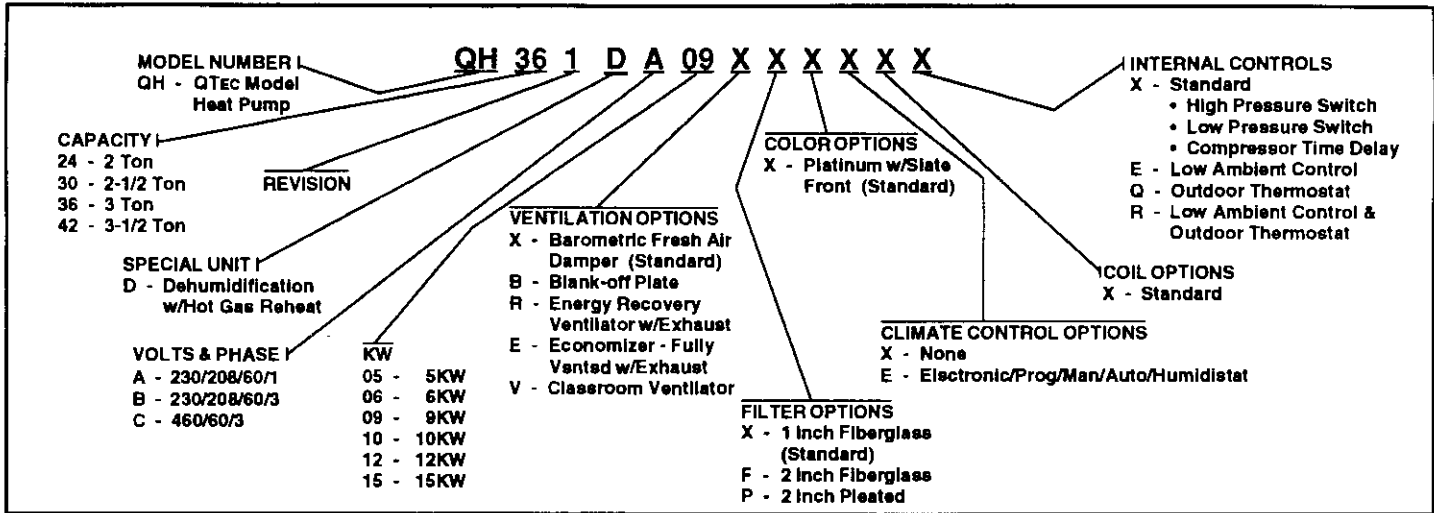 QH 36 1 D A 09 X X X X X X
MODEL NUMBER
QH - QTEC Model
Heat Pump
CAPACITY
24 - 2 Ton
30 - 2-1/2 Ton
36 - 3 Ton
42 - 3-1/2 Ton
REVISION
SPECIAL UNIT
D - Dehumidification
w/Hot Gas Reheat
VOLTS & PHASE
A - 230/208/60/1
B - 230/208/60/3
C - 460/60/3
KW
05 - 5KW
06 - 6KW
09 - 9KW
10 - 10KW
12 - 12KW
15 - 15KW
VENTILATION OPTIONS
X - Barometric Fresh Air
Damper (Standard)
B - Blank-off Plate
R - Energy Recovery
Ventilator w/Exhaust
E - Economizer - Fully
Vented w/Exhaust
V - Classroom Ventilator
FILTER OPTIONS
X - 1 Inch Fiberglass
(Standard)
F - 2 Inch Fiberglass
P - 2 Inch Pleated
COLOR OPTIONS
X - Platinum w/Slate
Front (Standard)
CLIMATE CONTROL OPTIONS
X - None
E - Electronic/Prog/Man/Auto/Humidistat
COIL OPTIONS
X - Standard
INTERNAL CONTROLS
X - Standard
• High Pressure Switch
• Low Pressure Switch
• Compressor Time Delay
E - Low Ambient Control
Q - Outdoor Thermostat
R - Low Ambient Control &
Outdoor Thermostat